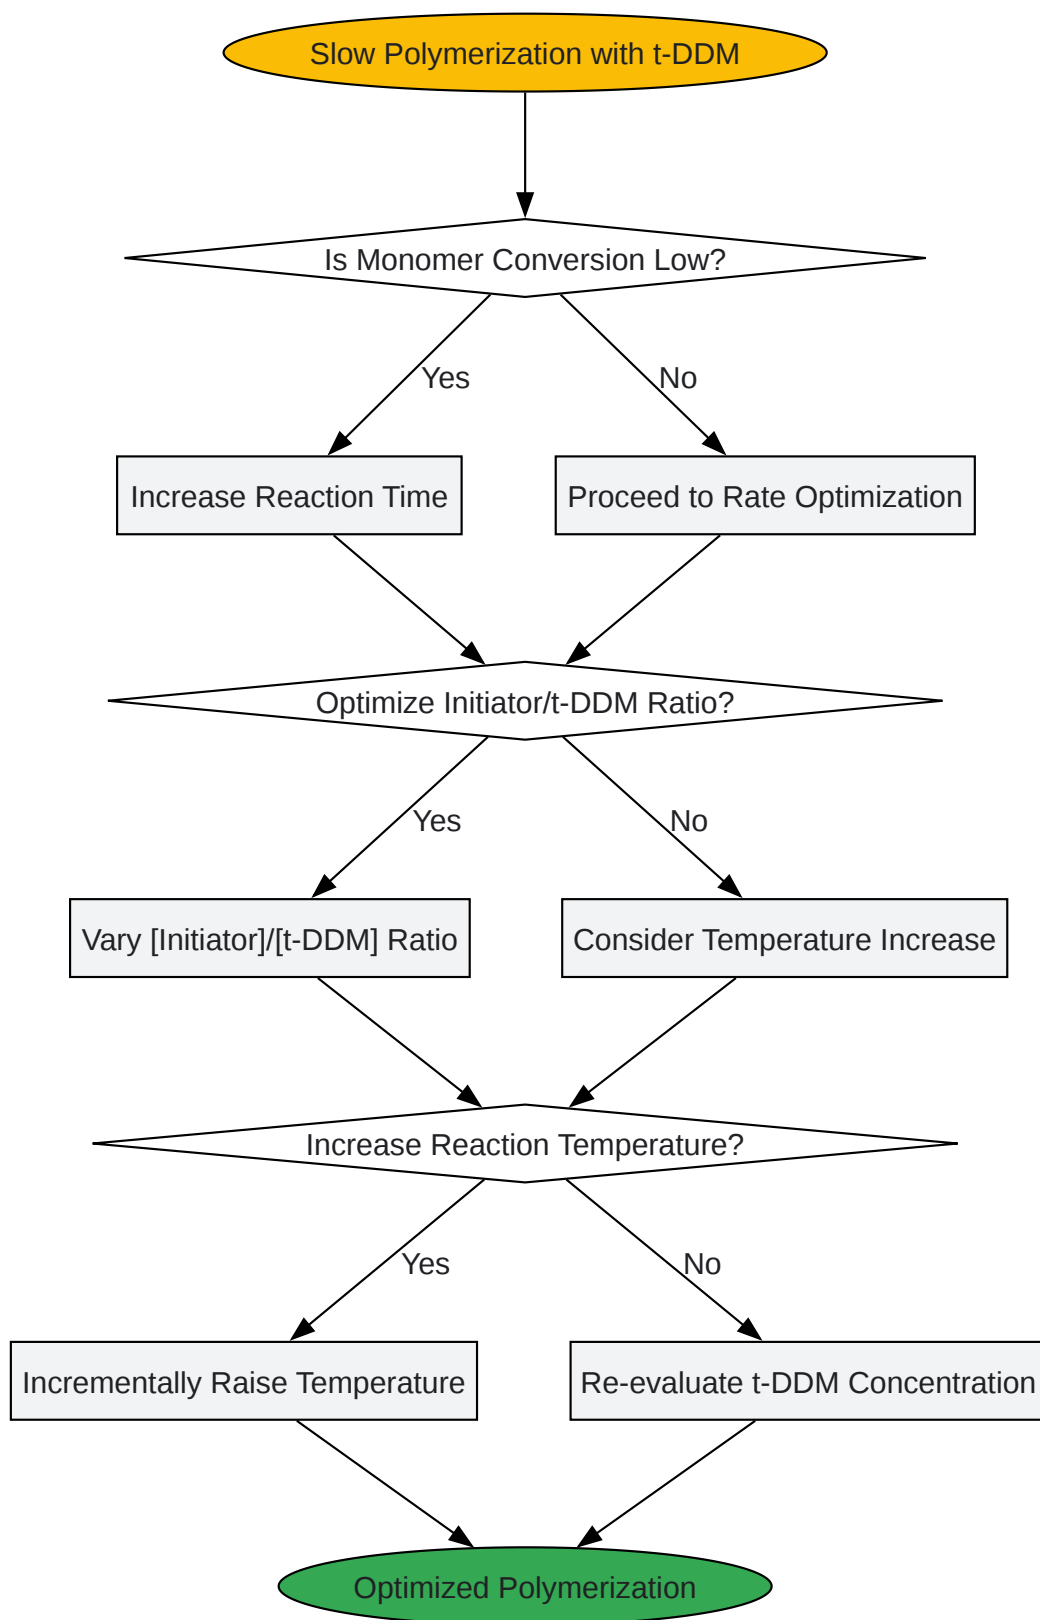 Slow Polymerization with t-DDM
Is Monomer Conversion Low?
Yes
No
Increase Reaction Time
Proceed to Rate Optimization
Optimize Initiator/t-DDM Ratio?
Yes
No
Vary [Initiator]/[t-DDM] Ratio
Consider Temperature Increase
Increase Reaction Temperature?
Yes
No
Incrementally Raise Temperature
Re-evaluate t-DDM Concentration
Optimized Polymerization